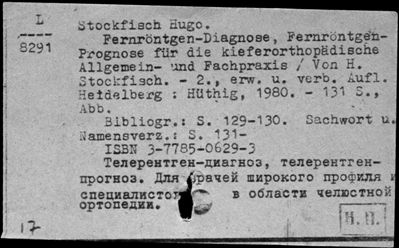 L
8291
Stockfisch Hugo.
Fernröntgen-Diagnose, Fernröntgen-
Prognose für die kieferorthopädische
Allgemein- und Fachpraxis / Von H.
Stockfisch. - 2., erw. u. verb. Aufl.
Heidelberg : Hüthig, 1980. - 131 S.,
Abb.
Bibliogr.: S. 129-130. Sachwort u.
Namensverz.: S. 131-
ISBN 3-7785-0629-3
Телерентген-диагноз, телерентген-
прогноз. Для врачей широкого профиля и
специалистов в области челюстной
ортопедии.
17
Н.П.